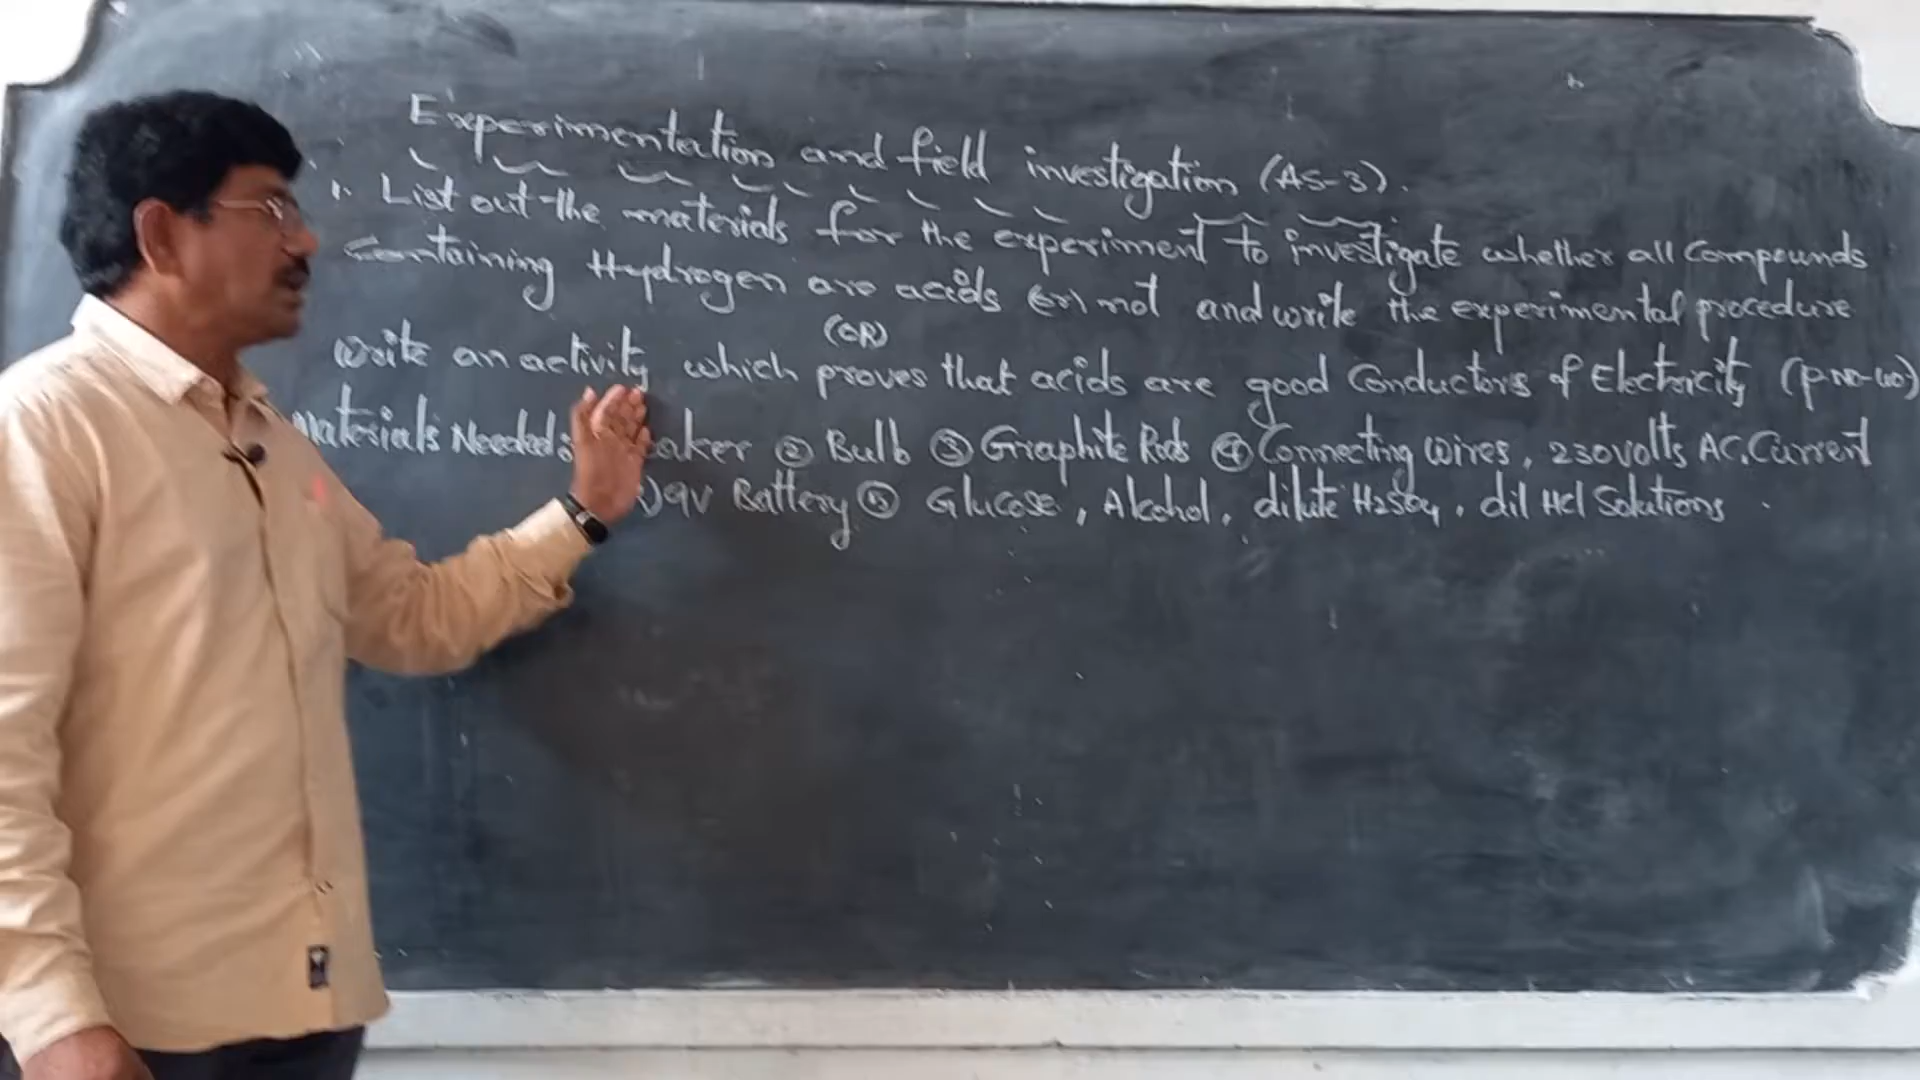 Experimentation and field investigation (AS-3).
1. List out the materials for the experiment to investigate whether all Compounds
Containing Hydrogen are acids (or) not and write the experimental procedure
(OR)
Write an activity which proves that acids are good Conductors of Electricity (P.NO-40)
Materials Needed: aker ② Bulb ③ Graphite Rods ④ Connecting wires, 230volts AC.Current
9V Battery ⑤ Glucose, Alcohol, dilute H2SO4, dil HCl Solutions